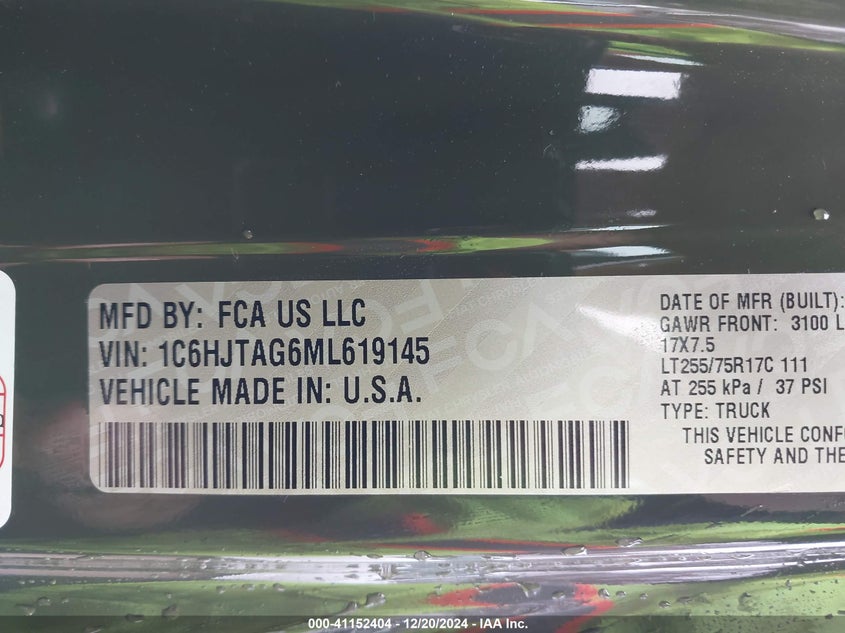 MFD BY: FCA US LLC
VIN: 1C6HJTAG6ML619145
VEHICLE MADE IN: U.S.A.
DATE OF MFR (BUILT):
GAWR FRONT: 3100 L
17X7.5
LT255/75R17C 111
AT 255 kPa / 37 PSI
TYPE: TRUCK
THIS VEHICLE CONFO
SAFETY AND THE
000-41152404 - 12/20/2024 - IAA Inc.